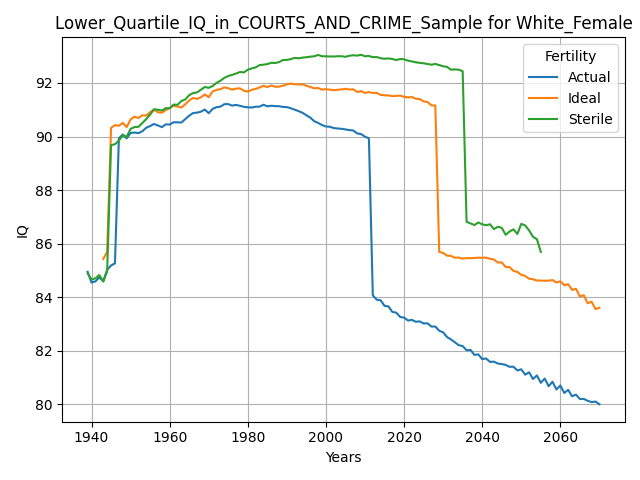 Lower_Quartile_IQ_in_COURTS_AND_CRIME_Sample for White_Female
Fertility
Actual
Ideal
Sterile
IQ
92
90
88
86
84
82
80
1940 1960 1980 2000 2020 2040 2060
Years